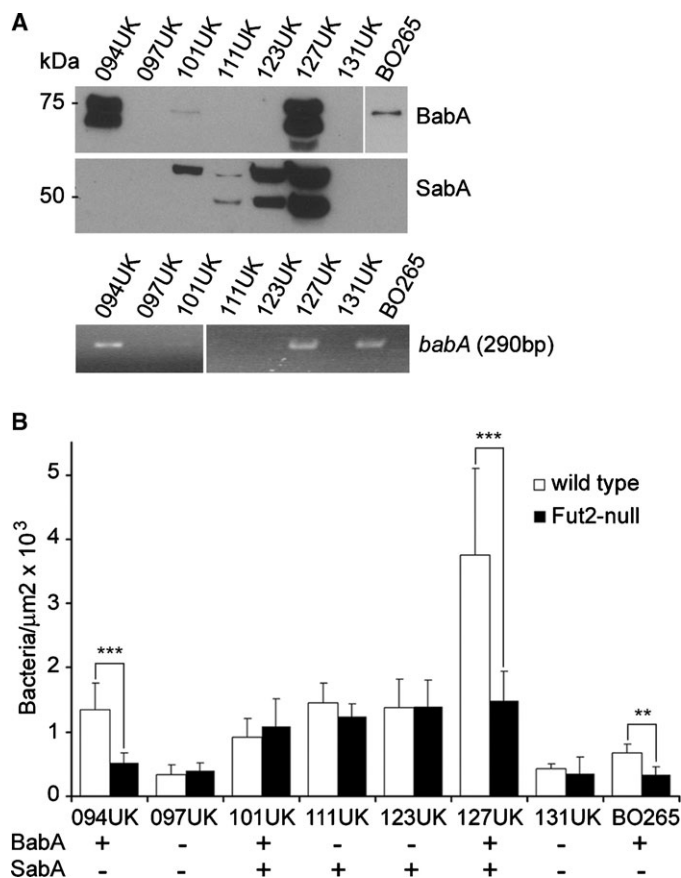 A
kDa
094UK 097UK 101UK 111UK 123UK 127UK 131UK BO265
75 -
BabA
SabA
50 -
094UK 097UK 101UK 111UK 123UK 127UK 131UK BO265
babA (290bp)
B
Bacteria/µm2 x 10³
5
4
3
2
1
0
***
***
**
wild type
Fut2-null
094UK 097UK 101UK 111UK 123UK 127UK 131UK BO265
BabA + - + - - + - +
SabA - - + + + + - -